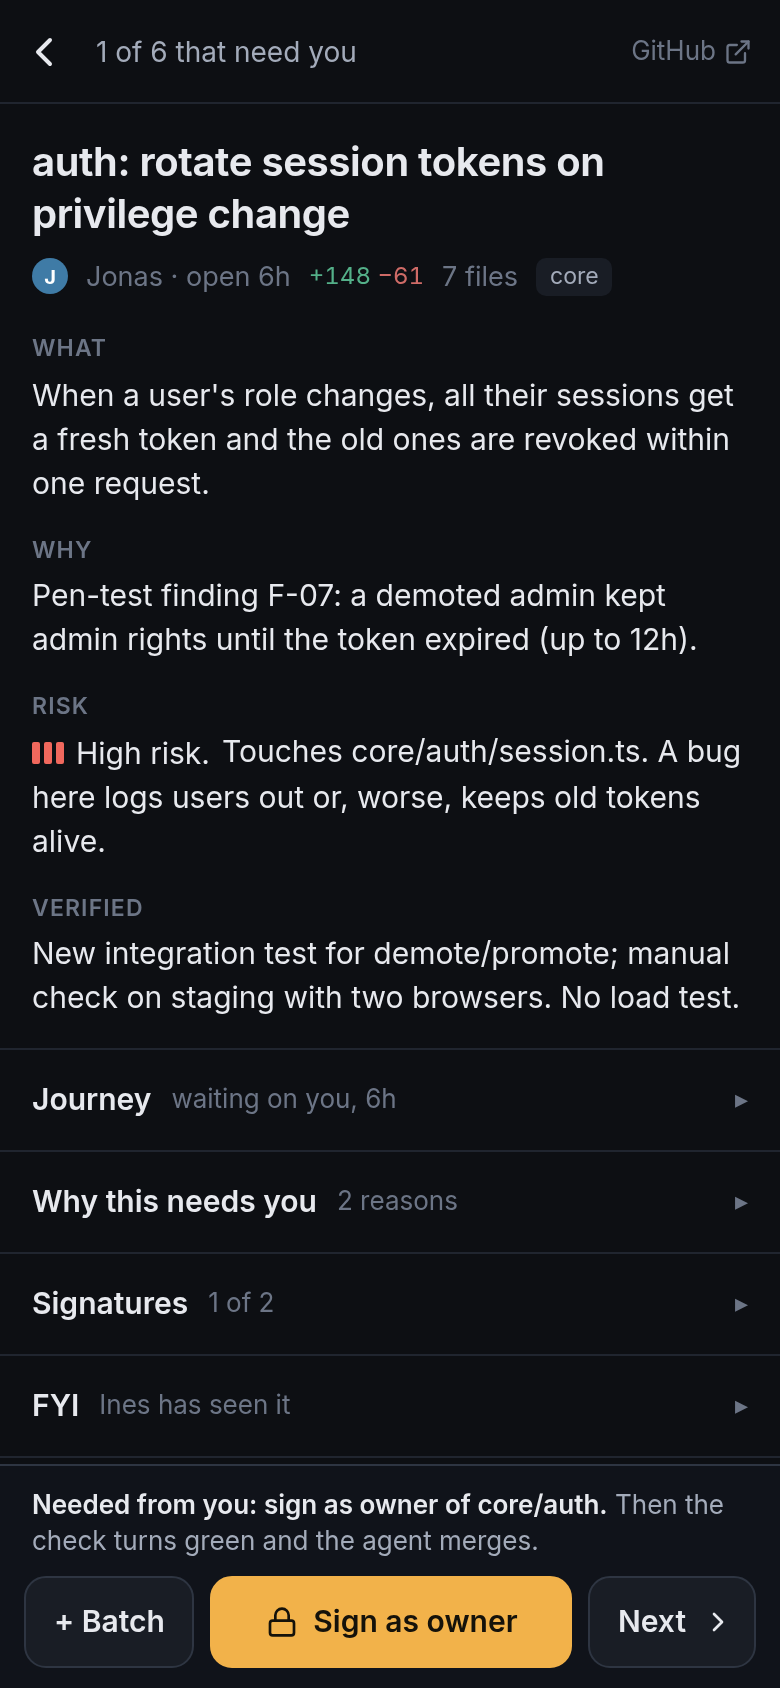 1 of 6 that need you
GitHub
auth: rotate session tokens on
privilege change
J Jonas · open 6h +148 −61 7 files core
WHAT
When a user's role changes, all their sessions get
a fresh token and the old ones are revoked within
one request.
WHY
Pen-test finding F-07: a demoted admin kept
admin rights until the token expired (up to 12h).
RISK
High risk. Touches core/auth/session.ts. A bug
here logs users out or, worse, keeps old tokens
alive.
VERIFIED
New integration test for demote/promote; manual
check on staging with two browsers. No load test.
Journey waiting on you, 6h
Why this needs you 2 reasons
Signatures 1 of 2
FYI Ines has seen it
Needed from you: sign as owner of core/auth. Then the
check turns green and the agent merges.
+ Batch
Sign as owner
Next